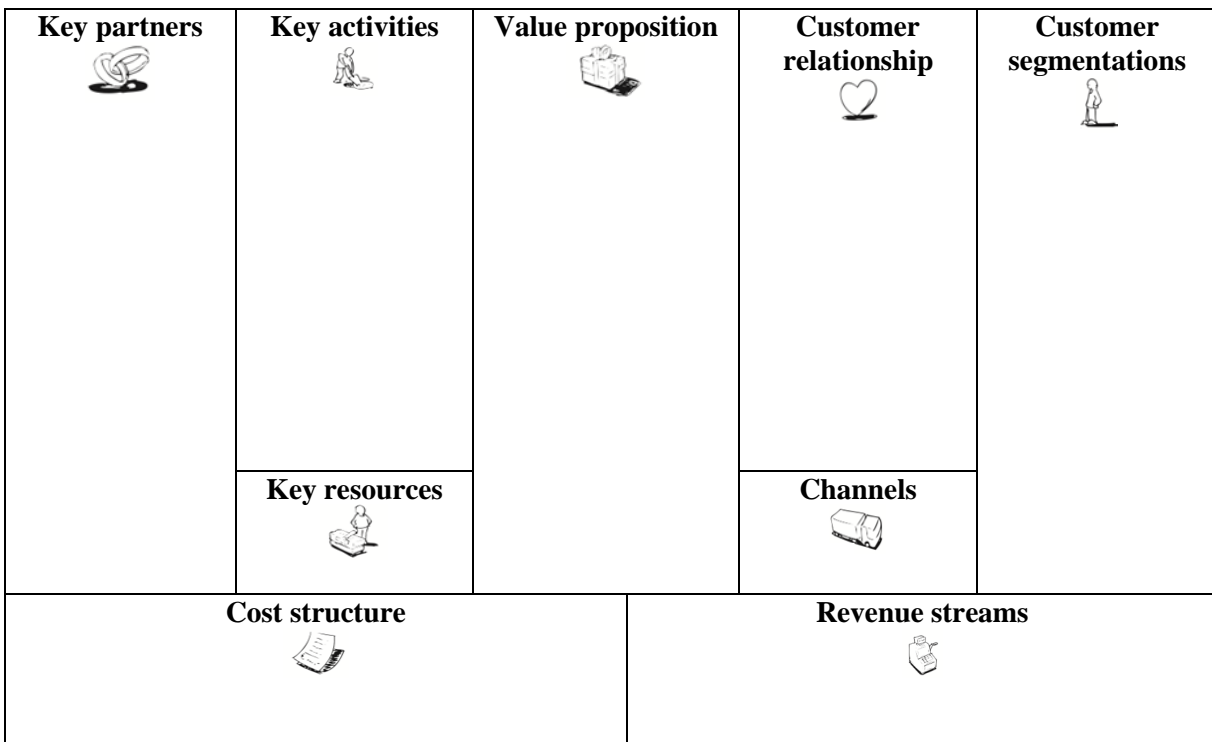 Key partners
Key activities
Value proposition
Customer
relationship
Customer
segmentations
Key resources
Channels
Cost structure
Revenue streams